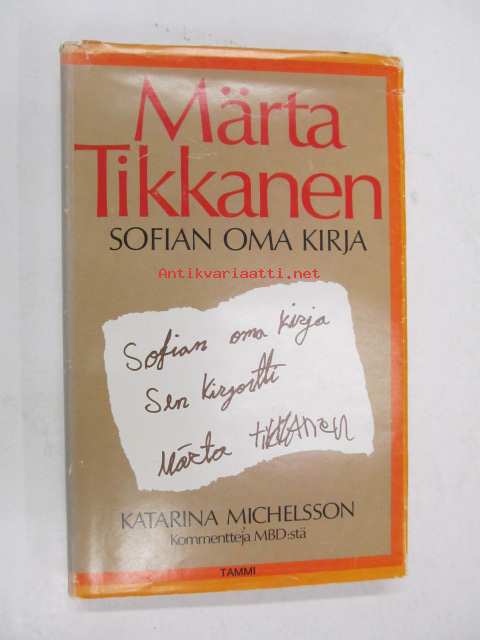 Märta
Tikkanen
SOFIAN OMA KIRJA
Antikvariaatti.net
Sofian oma kirja
Sen kirjoitti
Märta tikkAnen
KATARINA MICHELSSON
Kommentteja MBD:stä
TAMMI